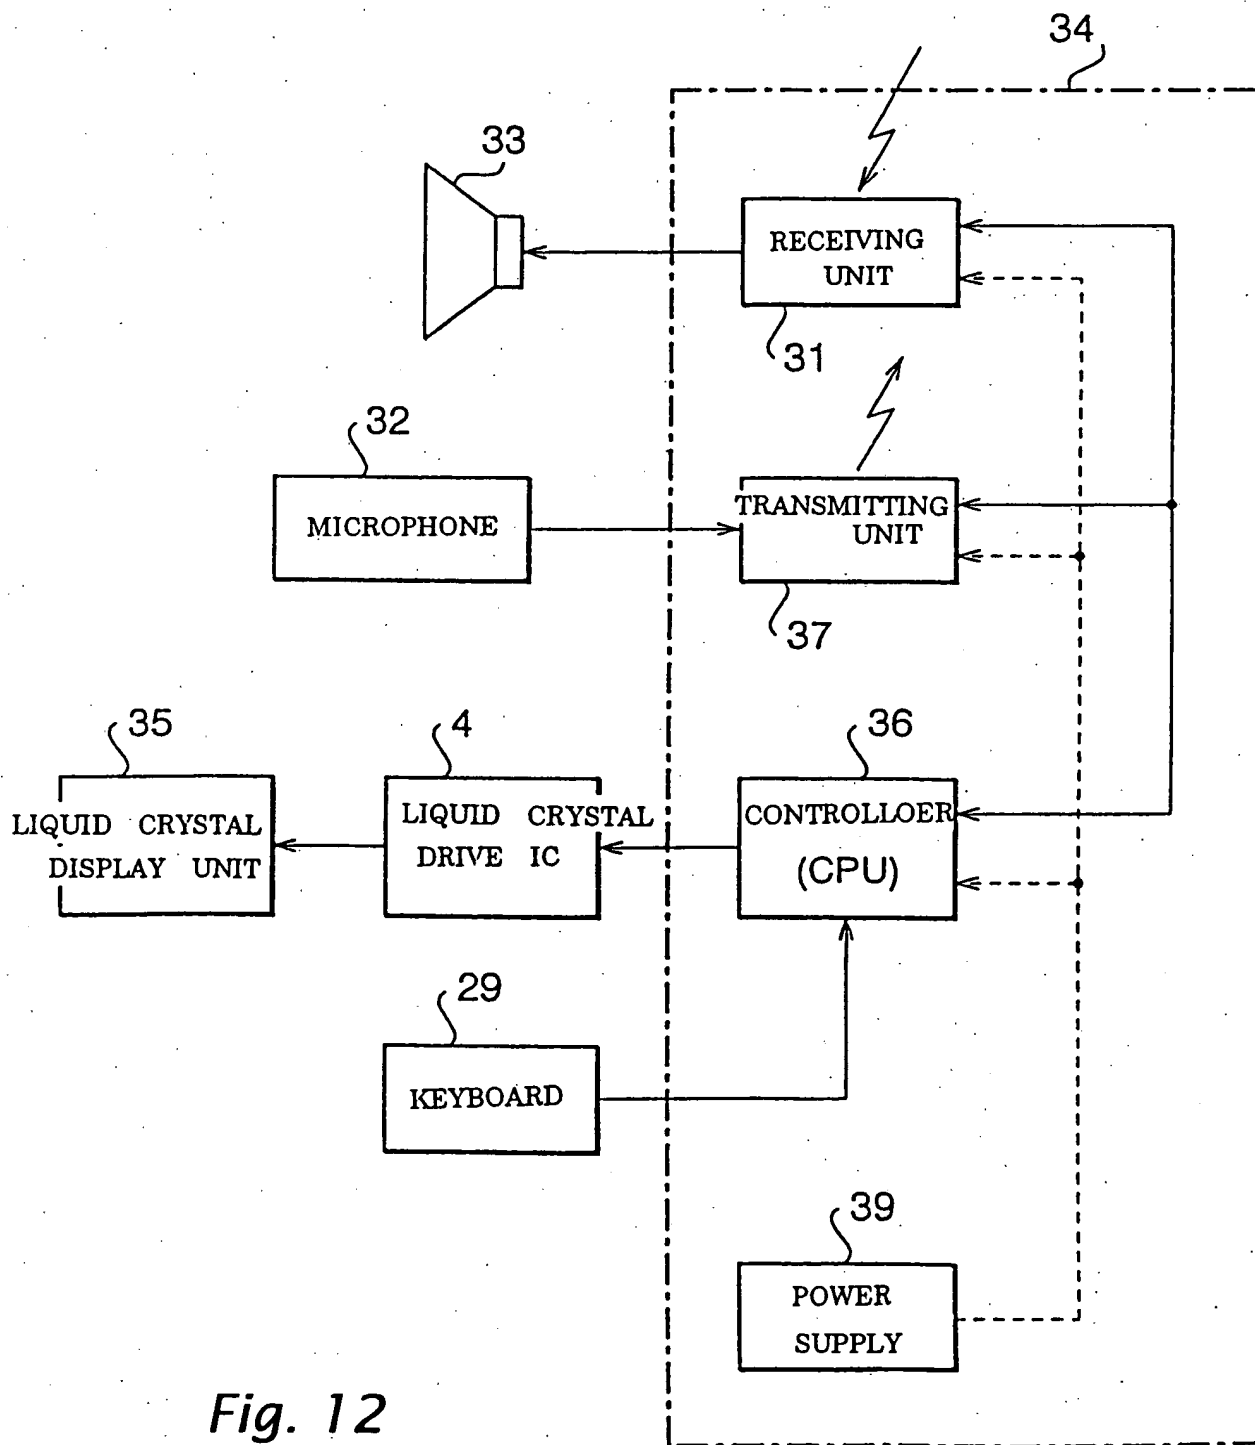 34
33
RECEIVING
UNIT
31
32
MICROPHONE
TRANSMITTING
UNIT
37
35
LIQUID CRYSTAL
DISPLAY UNIT
4
LIQUID CRYSTAL
DRIVE IC
36
CONTROLLOER
(CPU)
29
KEYBOARD
39
POWER
SUPPLY
Fig. 12